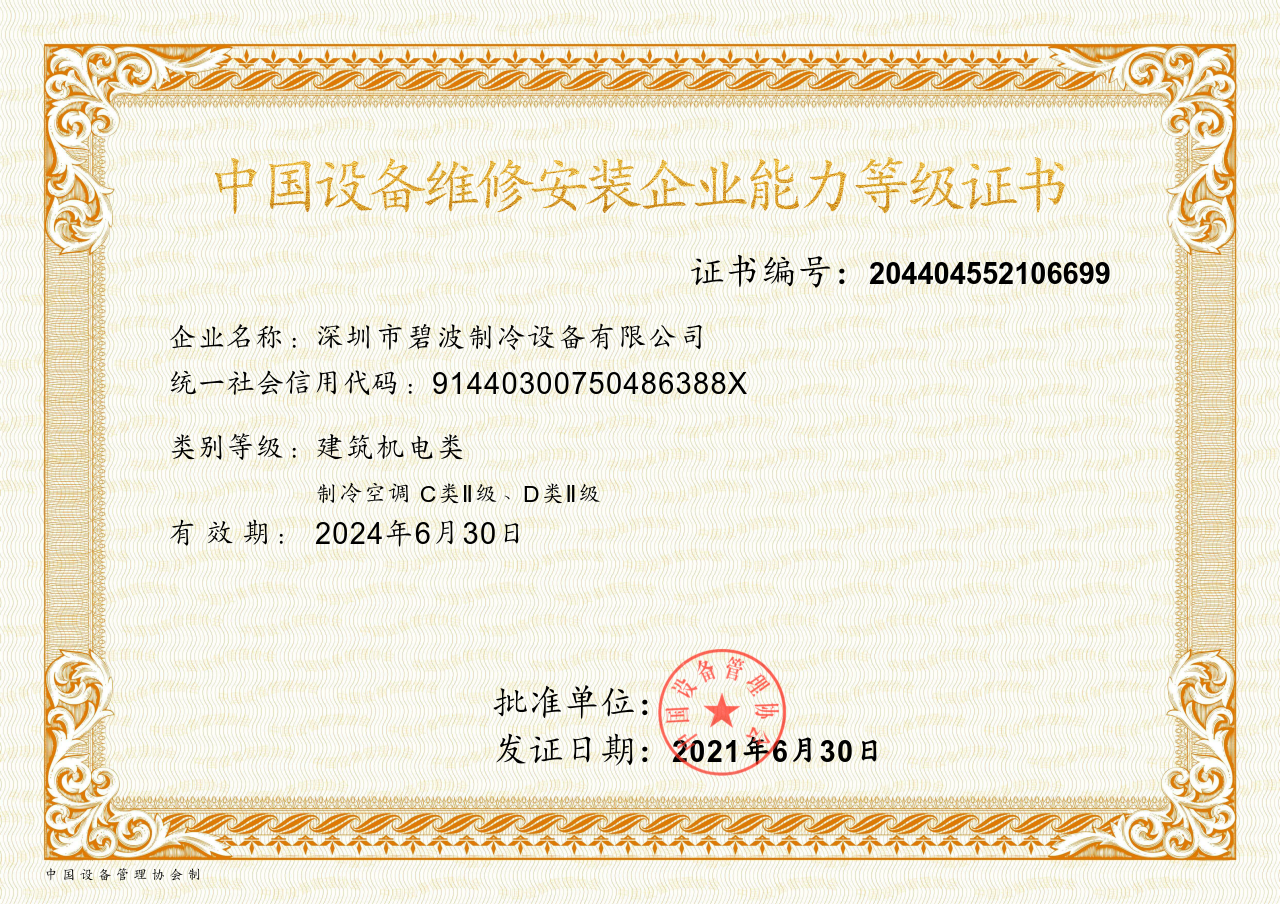 中国设备维修安装企业能力等级证书
证书编号：204404552106699
企业名称：深圳市碧波制冷设备有限公司
统一社会信用代码：91440300750486388X
类别等级：建筑机电类
制冷空调 C类Ⅱ级、D类Ⅱ级
有 效 期： 2024年6月30日
批准单位：
中国设备管理协会
发证日期：2021年6月30日
中国设备管理协会制